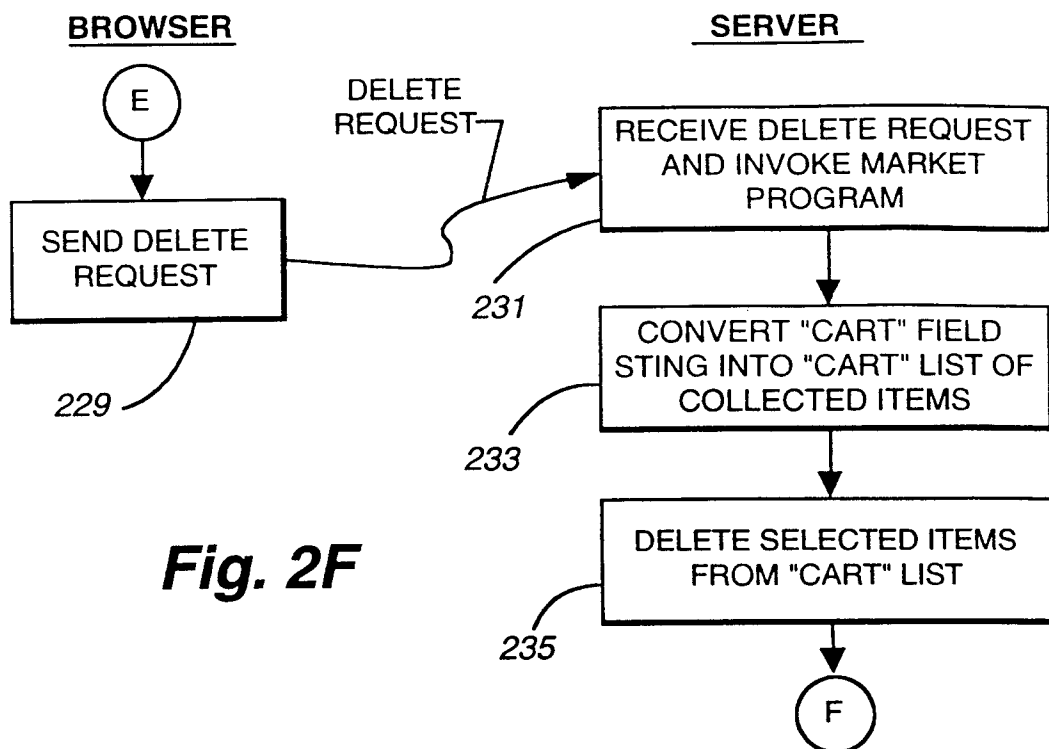 BROWSER
SERVER
E
DELETE
REQUEST
SEND DELETE
REQUEST
229
RECEIVE DELETE REQUEST
AND INVOKE MARKET
PROGRAM
231
CONVERT "CART" FIELD
STING INTO "CART" LIST OF
COLLECTED ITEMS
233
DELETE SELECTED ITEMS
FROM "CART" LIST
235
F
Fig. 2F